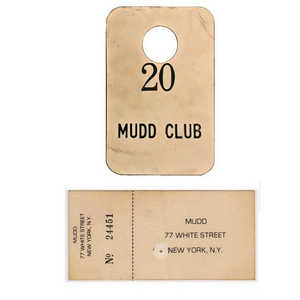 20
MUDD CLUB
MUDD
77 WHITE STREET
NEW YORK, N.Y.
No 24451
MUDD
77 WHITE STREET
NEW YORK, N.Y.